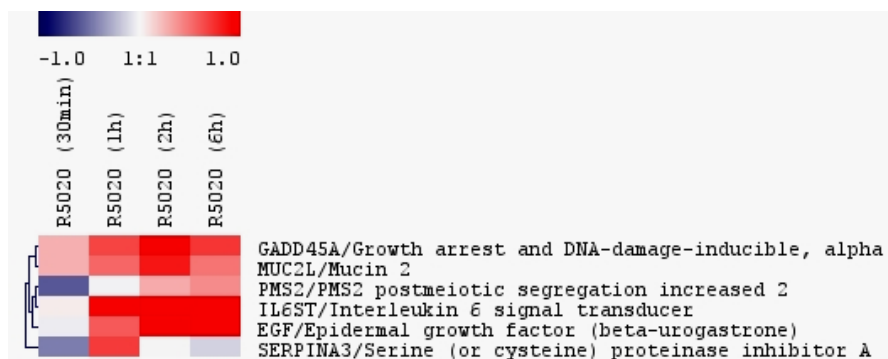 -1.0 1:1 1.0
R5020 (30min)
R5020 (1h)
R5020 (2h)
R5020 (6h)
GADD45A/Growth arrest and DNA-damage-inducible, alpha
MUC2L/Mucin 2
PMS2/PMS2 postmeiotic segregation increased 2
IL6ST/Interleukin 6 signal transducer
EGF/Epidermal growth factor (beta-urogastrone)
SERPINA3/Serine (or cysteine) proteinase inhibitor A